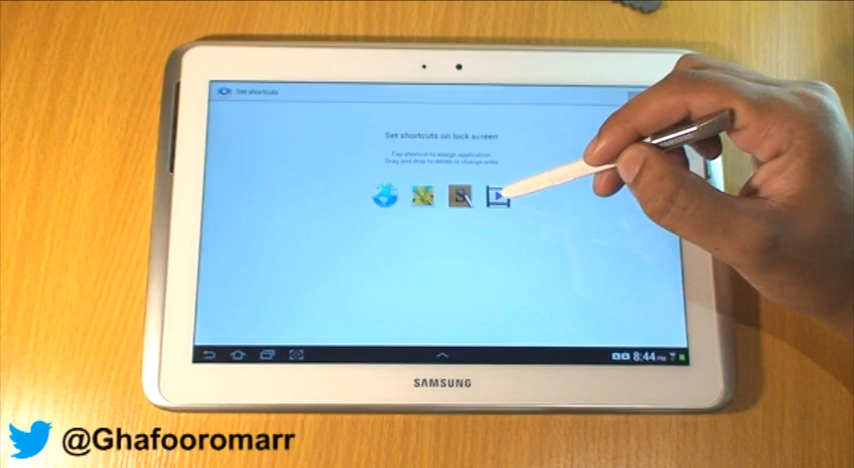 Set shortcuts
Set shortcuts on lock screen
Tap shortcut to assign application.
Drag and drop to delete or change order
S
8:44 PM
SAMSUNG
@Ghafooromarr